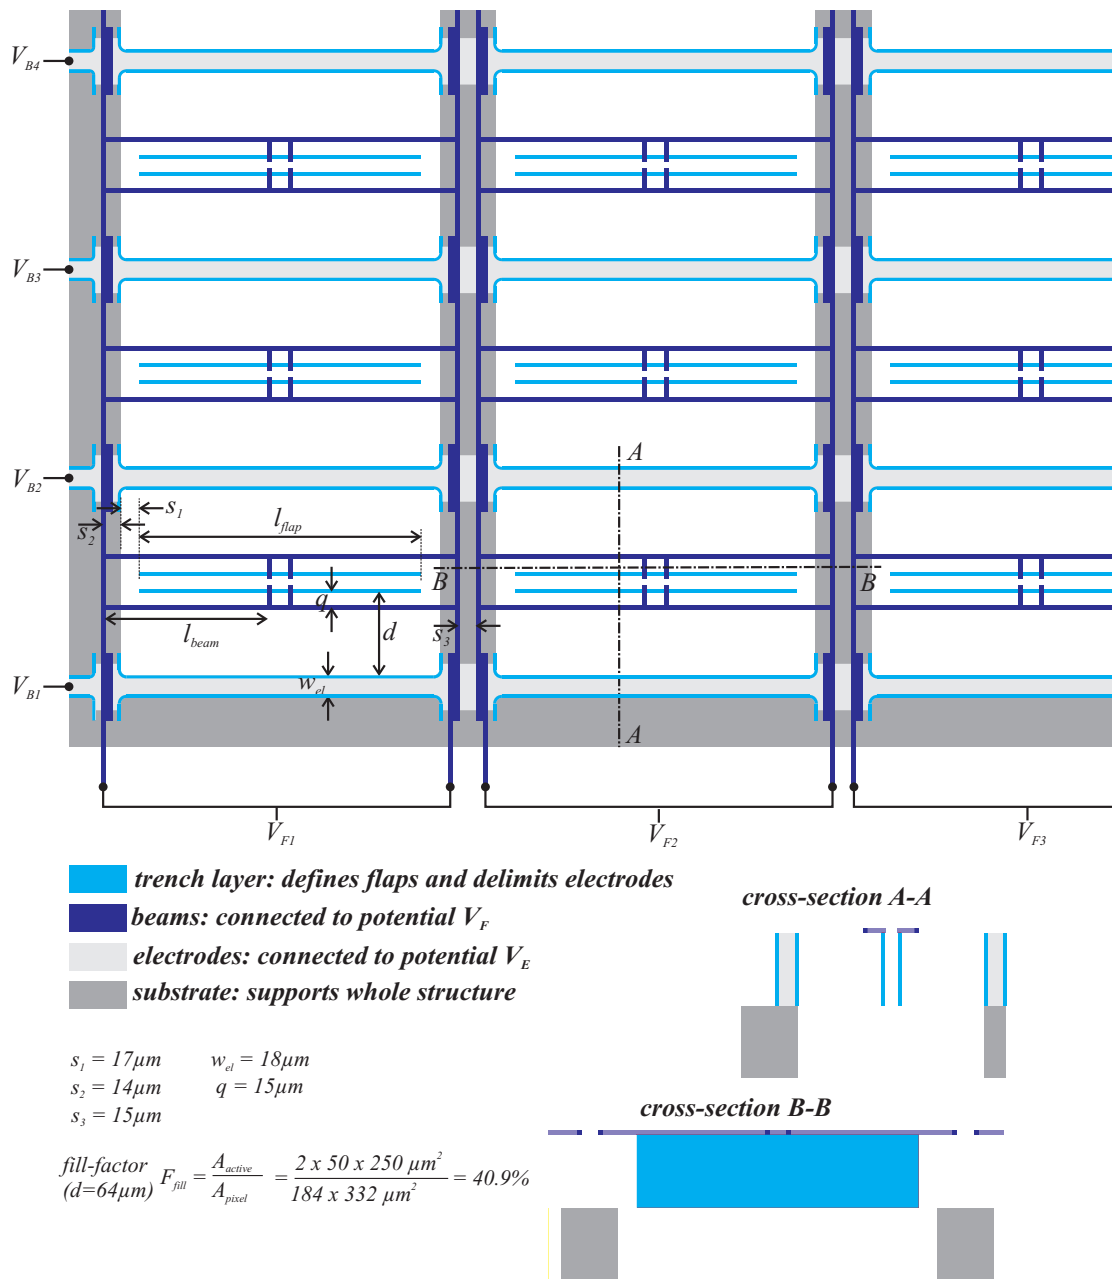 V_B4
V_B3
V_B2
A
s_1
s_2
l_flap
B
B
q
l_beam
d
s_3
V_B1
w_el
A
V_F1
V_F2
V_F3
trench layer: defines flaps and delimits electrodes
beams: connected to potential V_F
electrodes: connected to potential V_E
substrate: supports whole structure
cross-section A-A
s_1 = 17µm w_el = 18µm
s_2 = 14µm q = 15µm
s_3 = 15µm
cross-section B-B
fill-factor (d=64µm) F_fill = A_active / A_pixel = 2 x 50 x 250 µm² / 184 x 332 µm² = 40.9%